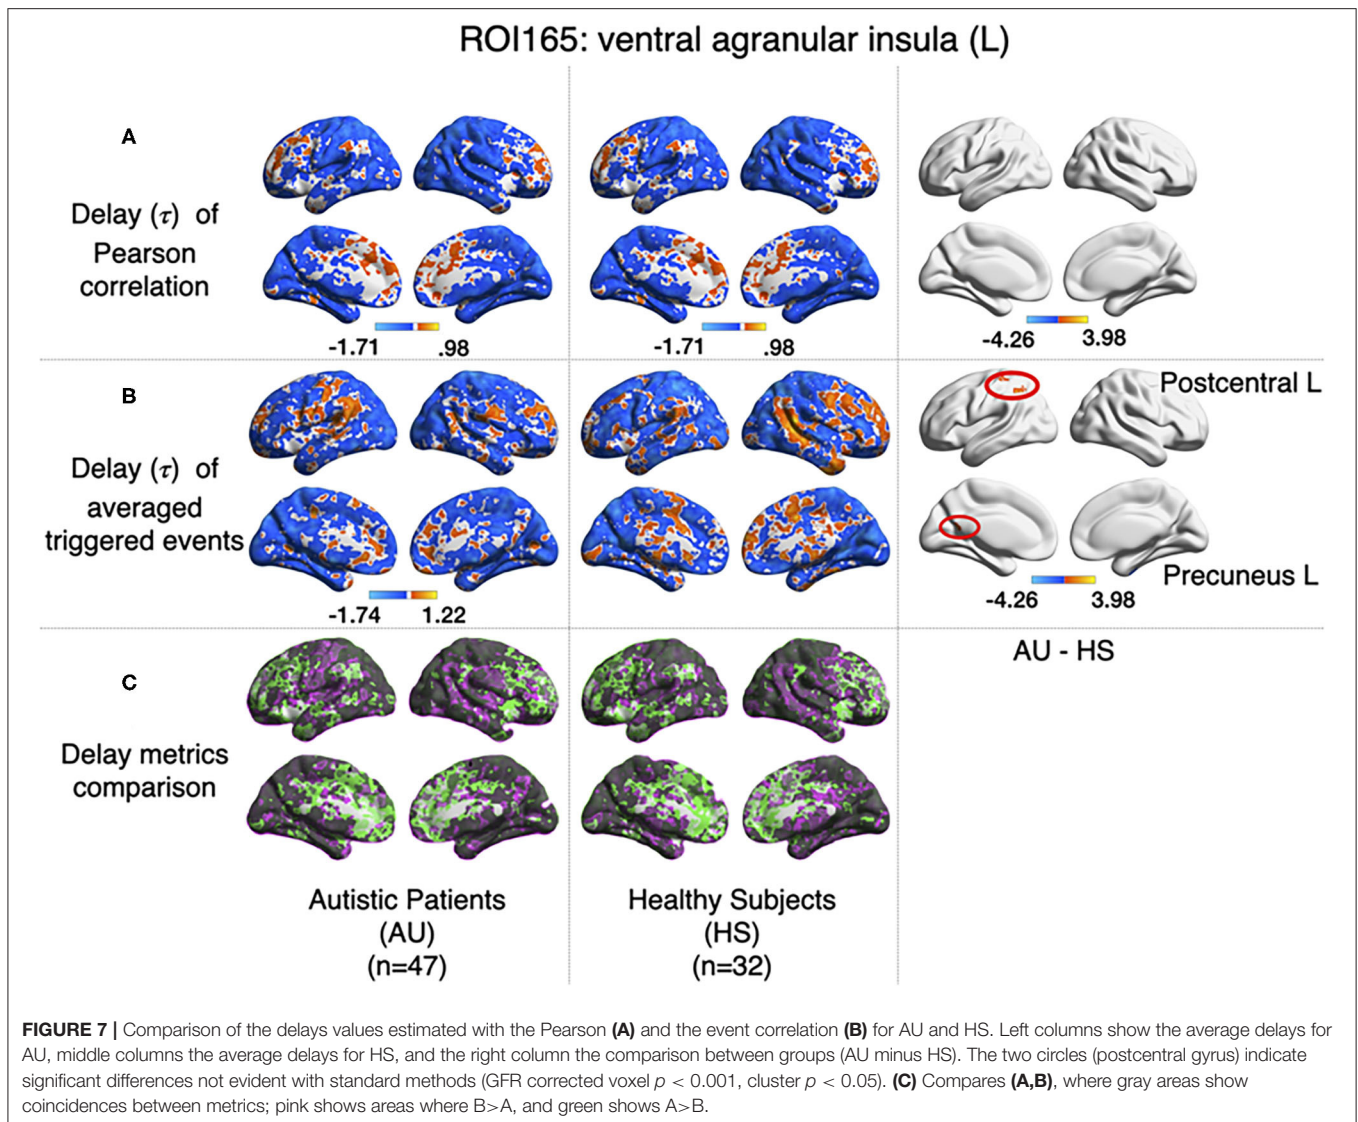 ROI165: ventral agranular insula (L)
A
Delay (τ) of
Pearson
correlation
-1.71 .98
-1.71 .98
-4.26 3.98
B
Delay (τ) of
averaged
triggered events
-1.74 1.22
Postcentral L
Precuneus L
-4.26 3.98
AU - HS
C
Delay metrics
comparison
Autistic Patients
(AU)
(n=47)
Healthy Subjects
(HS)
(n=32)
FIGURE 7 | Comparison of the delays values estimated with the Pearson (A) and the event correlation (B) for AU and HS. Left columns show the average delays for
AU, middle columns the average delays for HS, and the right column the comparison between groups (AU minus HS). The two circles (postcentral gyrus) indicate
significant differences not evident with standard methods (GFR corrected voxel p < 0.001, cluster p < 0.05). (C) Compares (A,B), where gray areas show
coincidences between metrics; pink shows areas where B>A, and green shows A>B.